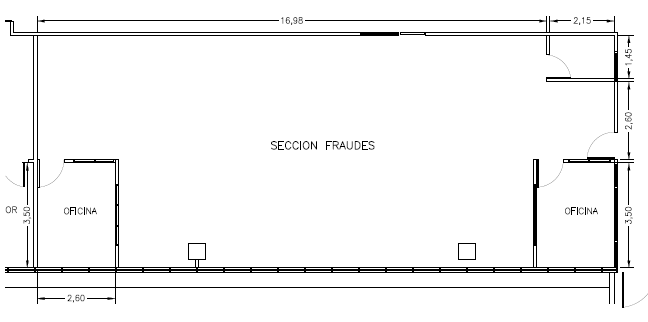 16,98
2,15
1,45
2,60
SECCION FRAUDES
OR
3,50
OFICINA
OFICINA
3,50
2,60